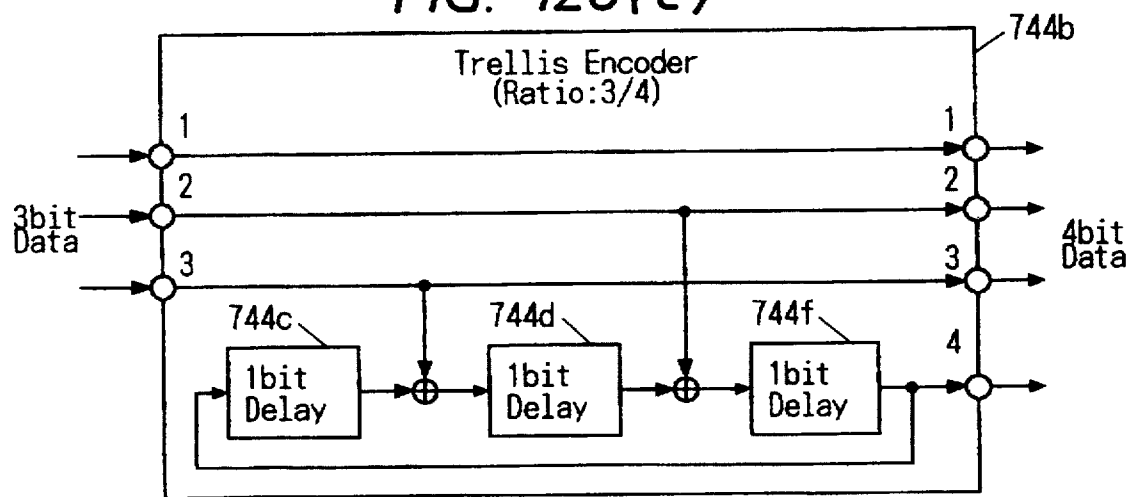 744b
Trellis Encoder
(Ratio:3/4)
1
1
2
2
3bit
Data
4bit
Data
3
3
744c
744d
744f
4
1bit
Delay
1bit
Delay
1bit
Delay